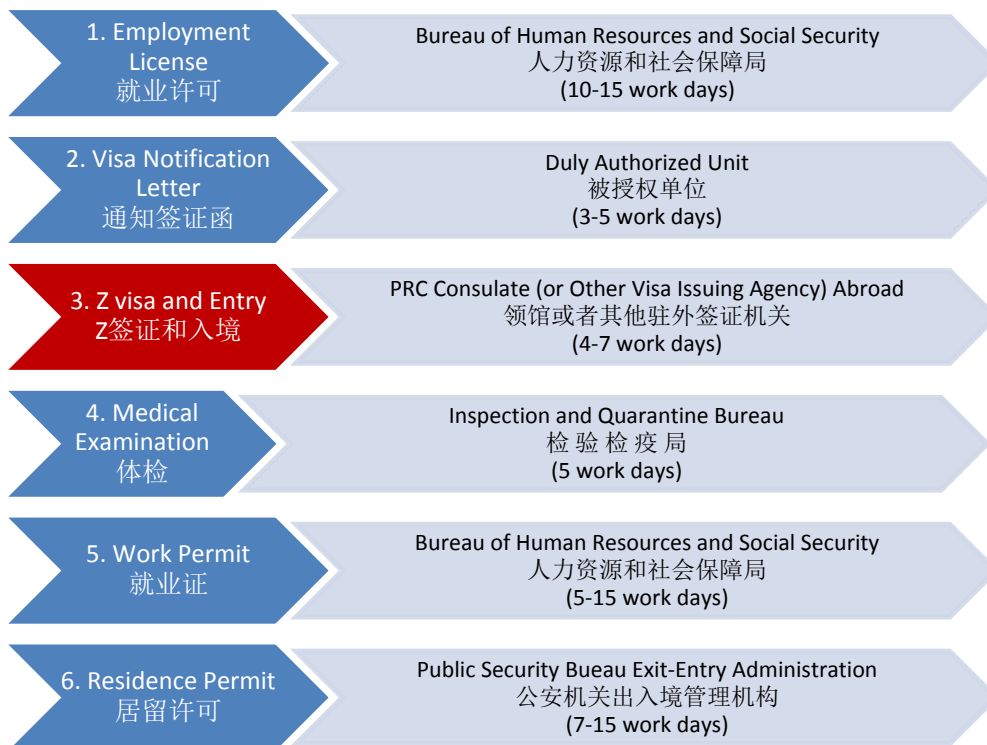 1. Employment
License
就业许可
Bureau of Human Resources and Social Security
人力资源和社会保障局
(10-15 work days)
2. Visa Notification
Letter
通知签证函
Duly Authorized Unit
被授权单位
(3-5 work days)
3. Z visa and Entry
Z签证和入境
PRC Consulate (or Other Visa Issuing Agency) Abroad
领馆或者其他驻外签证机关
(4-7 work days)
4. Medical
Examination
体检
Inspection and Quarantine Bureau
检 验 检 疫 局
(5 work days)
5. Work Permit
就业证
Bureau of Human Resources and Social Security
人力资源和社会保障局
(5-15 work days)
6. Residence Permit
居留许可
Public Security Bueau Exit-Entry Administration
公安机关出入境管理机构
(7-15 work days)